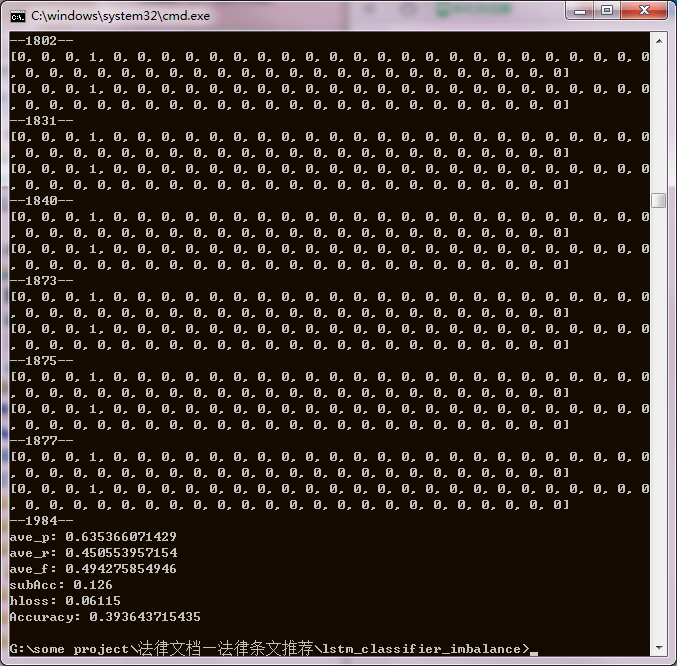 C:\windows\system32\cmd.exe
--1802--
[0, 0, 0, 1, 0, 0, 0, 0, 0, 0, 0, 0, 0, 0, 0, 0, 0, 0, 0, 0, 0, 0, 0, 0, 0, 0, 0
, 0, 0, 0, 0, 0, 0, 0, 0, 0, 0, 0, 0, 0, 0, 0, 0, 0, 0, 0, 0, 0, 0, 0]
[0, 0, 0, 1, 0, 0, 0, 0, 0, 0, 0, 0, 0, 0, 0, 0, 0, 0, 0, 0, 0, 0, 0, 0, 0, 0, 0
, 0, 0, 0, 0, 0, 0, 0, 0, 0, 0, 0, 0, 0, 0, 0, 0, 0, 0, 0, 0, 0, 0, 0]
--1831--
[0, 0, 0, 1, 0, 0, 0, 0, 0, 0, 0, 0, 0, 0, 0, 0, 0, 0, 0, 0, 0, 0, 0, 0, 0, 0, 0
, 0, 0, 0, 0, 0, 0, 0, 0, 0, 0, 0, 0, 0, 0, 0, 0, 0, 0, 0, 0, 0, 0, 0]
[0, 0, 0, 1, 0, 0, 0, 0, 0, 0, 0, 0, 0, 0, 0, 0, 0, 0, 0, 0, 0, 0, 0, 0, 0, 0, 0
, 0, 0, 0, 0, 0, 0, 0, 0, 0, 0, 0, 0, 0, 0, 0, 0, 0, 0, 0, 0, 0, 0, 0]
--1840--
[0, 0, 0, 1, 0, 0, 0, 0, 0, 0, 0, 0, 0, 0, 0, 0, 0, 0, 0, 0, 0, 0, 0, 0, 0, 0, 0
, 0, 0, 0, 0, 0, 0, 0, 0, 0, 0, 0, 0, 0, 0, 0, 0, 0, 0, 0, 0, 0, 0, 0]
[0, 0, 0, 1, 0, 0, 0, 0, 0, 0, 0, 0, 0, 0, 0, 0, 0, 0, 0, 0, 0, 0, 0, 0, 0, 0, 0
, 0, 0, 0, 0, 0, 0, 0, 0, 0, 0, 0, 0, 0, 0, 0, 0, 0, 0, 0, 0, 0, 0, 0]
--1873--
[0, 0, 0, 1, 0, 0, 0, 0, 0, 0, 0, 0, 0, 0, 0, 0, 0, 0, 0, 0, 0, 0, 0, 0, 0, 0, 0
, 0, 0, 0, 0, 0, 0, 0, 0, 0, 0, 0, 0, 0, 0, 0, 0, 0, 0, 0, 0, 0, 0, 0]
[0, 0, 0, 1, 0, 0, 0, 0, 0, 0, 0, 0, 0, 0, 0, 0, 0, 0, 0, 0, 0, 0, 0, 0, 0, 0, 0
, 0, 0, 0, 0, 0, 0, 0, 0, 0, 0, 0, 0, 0, 0, 0, 0, 0, 0, 0, 0, 0, 0, 0]
--1875--
[0, 0, 0, 1, 0, 0, 0, 0, 0, 0, 0, 0, 0, 0, 0, 0, 0, 0, 0, 0, 0, 0, 0, 0, 0, 0, 0
, 0, 0, 0, 0, 0, 0, 0, 0, 0, 0, 0, 0, 0, 0, 0, 0, 0, 0, 0, 0, 0, 0, 0]
[0, 0, 0, 1, 0, 0, 0, 0, 0, 0, 0, 0, 0, 0, 0, 0, 0, 0, 0, 0, 0, 0, 0, 0, 0, 0, 0
, 0, 0, 0, 0, 0, 0, 0, 0, 0, 0, 0, 0, 0, 0, 0, 0, 0, 0, 0, 0, 0, 0, 0]
--1877--
[0, 0, 0, 1, 0, 0, 0, 0, 0, 0, 0, 0, 0, 0, 0, 0, 0, 0, 0, 0, 0, 0, 0, 0, 0, 0, 0
, 0, 0, 0, 0, 0, 0, 0, 0, 0, 0, 0, 0, 0, 0, 0, 0, 0, 0, 0, 0, 0, 0, 0]
[0, 0, 0, 1, 0, 0, 0, 0, 0, 0, 0, 0, 0, 0, 0, 0, 0, 0, 0, 0, 0, 0, 0, 0, 0, 0, 0
, 0, 0, 0, 0, 0, 0, 0, 0, 0, 0, 0, 0, 0, 0, 0, 0, 0, 0, 0, 0, 0, 0, 0]
--1984--
ave_p: 0.635366071429
ave_r: 0.450553957154
ave_f: 0.494275854946
subAcc: 0.126
hloss: 0.06115
Accuracy: 0.393643715435
G:\some project\法律文档—法律条文推荐\lstm_classifier_imbalance>_